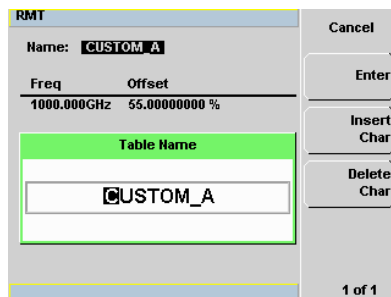 RMT
Cancel
Name: CUSTOM_A
Freq Offset
1000.000GHz 55.00000000 %
Table Name
CUSTOM_A
Enter
Insert
Char
Delete
Char
1 of 1